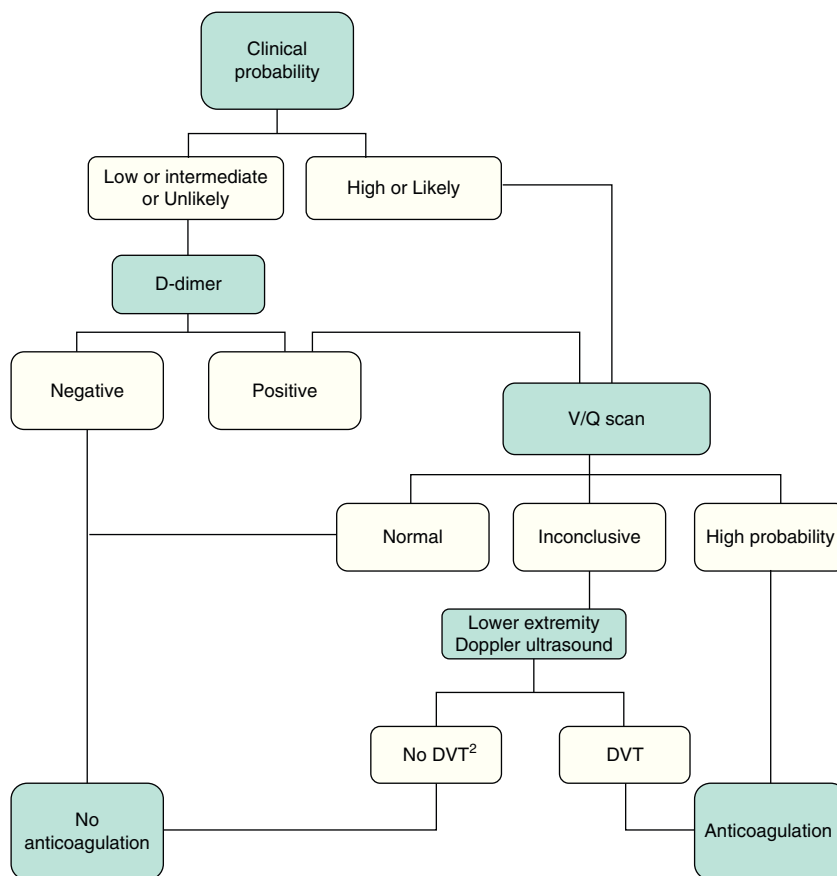 Clinical
probability
Low or intermediate
or Unlikely
High or Likely
D-dimer
Negative
Positive
V/Q scan
Normal
Inconclusive
High probability
Lower extremity
Doppler ultrasound
No DVT²
DVT
No
anticoagulation
Anticoagulation